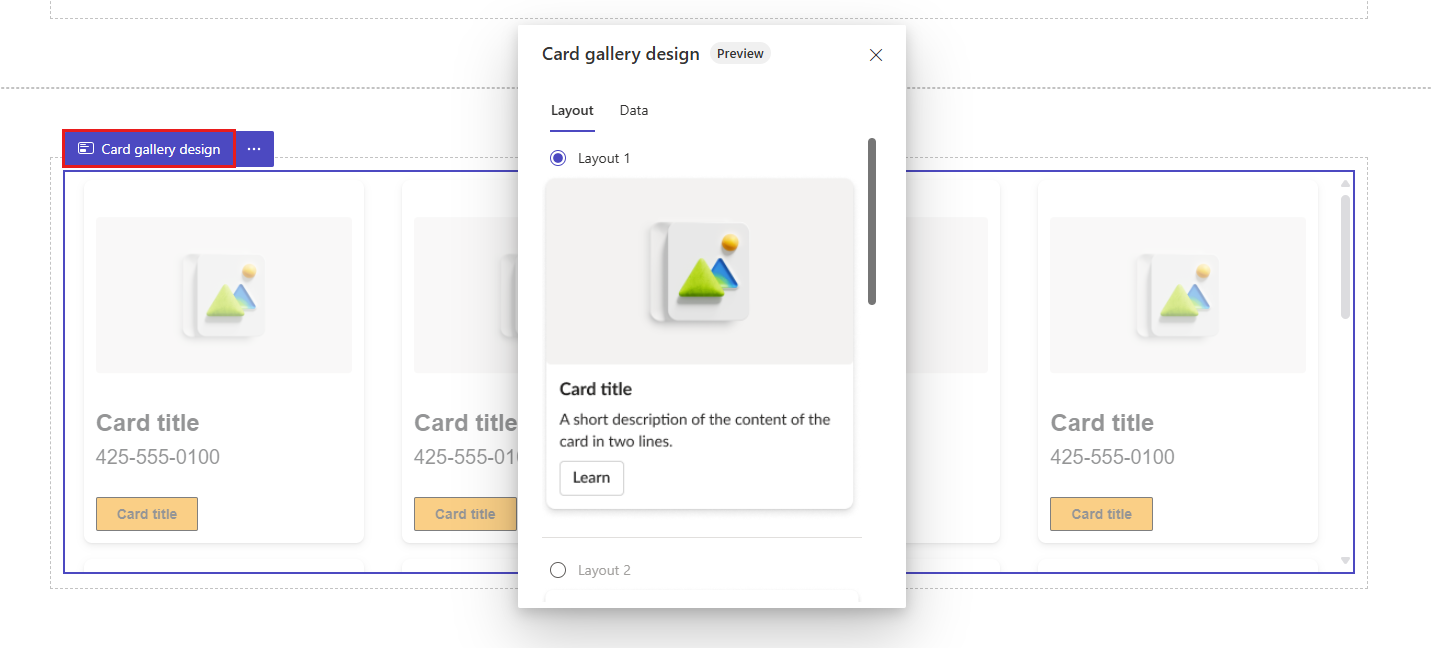 Card gallery design Preview
Layout Data
Layout 1
Card title
A short description of the content of the
card in two lines.
Learn
Layout 2
Card gallery design ...
Card title
425-555-0100
Card title
Card title
425-555-01
Card title
Card title
425-555-0100
Card title